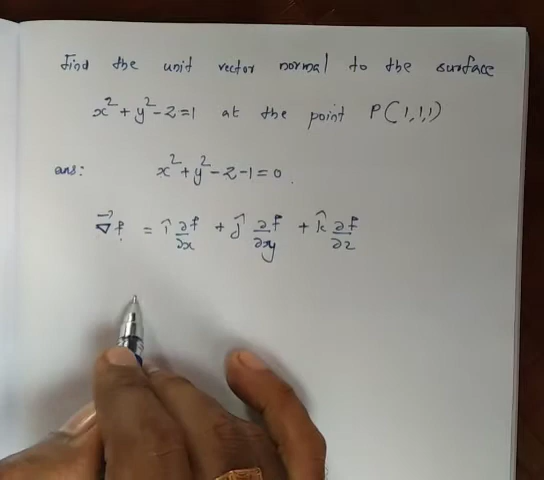 Find the unit vector normal to the surface
x² + y² - z = 1 at the point P(1,1,1)
ans: x² + y² - z - 1 = 0.
∇⃗f = î ∂f/∂x + ĵ ∂f/∂y + k̂ ∂f/∂z